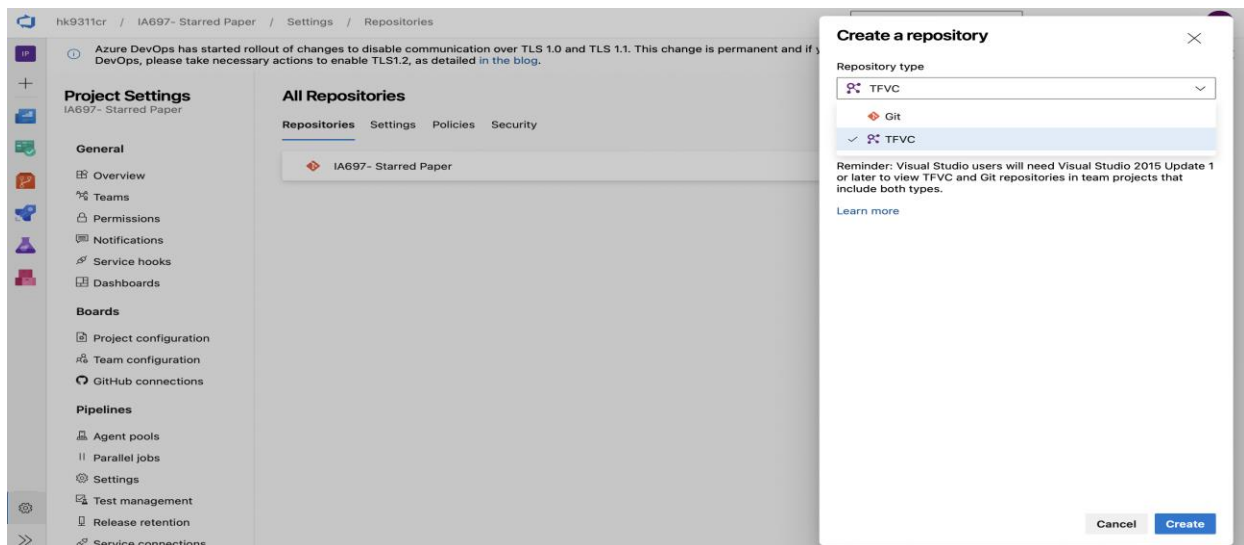 hk9311cr / IA697- Starred Paper / Settings / Repositories
IP
Azure DevOps has started rollout of changes to disable communication over TLS 1.0 and TLS 1.1. This change is permanent and if y
DevOps, please take necessary actions to enable TLS1.2, as detailed in the blog.
Project Settings
IA697- Starred Paper
General
Overview
Teams
Permissions
Notifications
Service hooks
Dashboards
Boards
Project configuration
Team configuration
GitHub connections
Pipelines
Agent pools
Parallel jobs
Settings
Test management
Release retention
Service connections
All Repositories
Repositories Settings Policies Security
IA697- Starred Paper
Create a repository
Repository type
TFVC
Git
TFVC
Reminder: Visual Studio users will need Visual Studio 2015 Update 1
or later to view TFVC and Git repositories in team projects that
include both types.
Learn more
Cancel Create